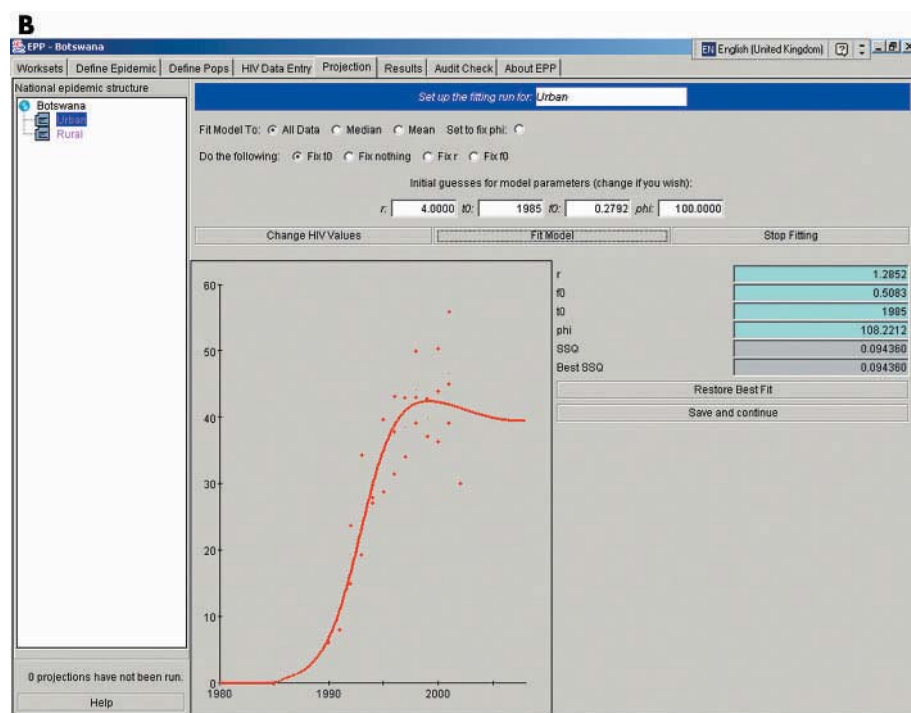 B
EPP - Botswana
EN English (United Kingdom) ?
Worksets Define Epidemic Define Pops HIV Data Entry Projection Results Audit Check About EPP
National epidemic structure
Botswana
Urban
Rural
Set up the fitting run for: Urban
Fit Model To: All Data Median Mean Set to fix phi:
Do the following: Fix t0 Fix nothing Fix r Fix f0
Initial guesses for model parameters (change if you wish):
r: 4.0000 t0: 1985 f0: 0.2792 phi: 100.0000
Change HIV Values Fit Model Stop Fitting
r 1.2852
f0 0.5083
t0 1985
phi 108.2212
SSQ 0.094360
Best SSQ 0.094360
Restore Best Fit
Save and continue
60
50
40
30
20
10
0
1980 1990 2000
0 projections have not been run.
Help